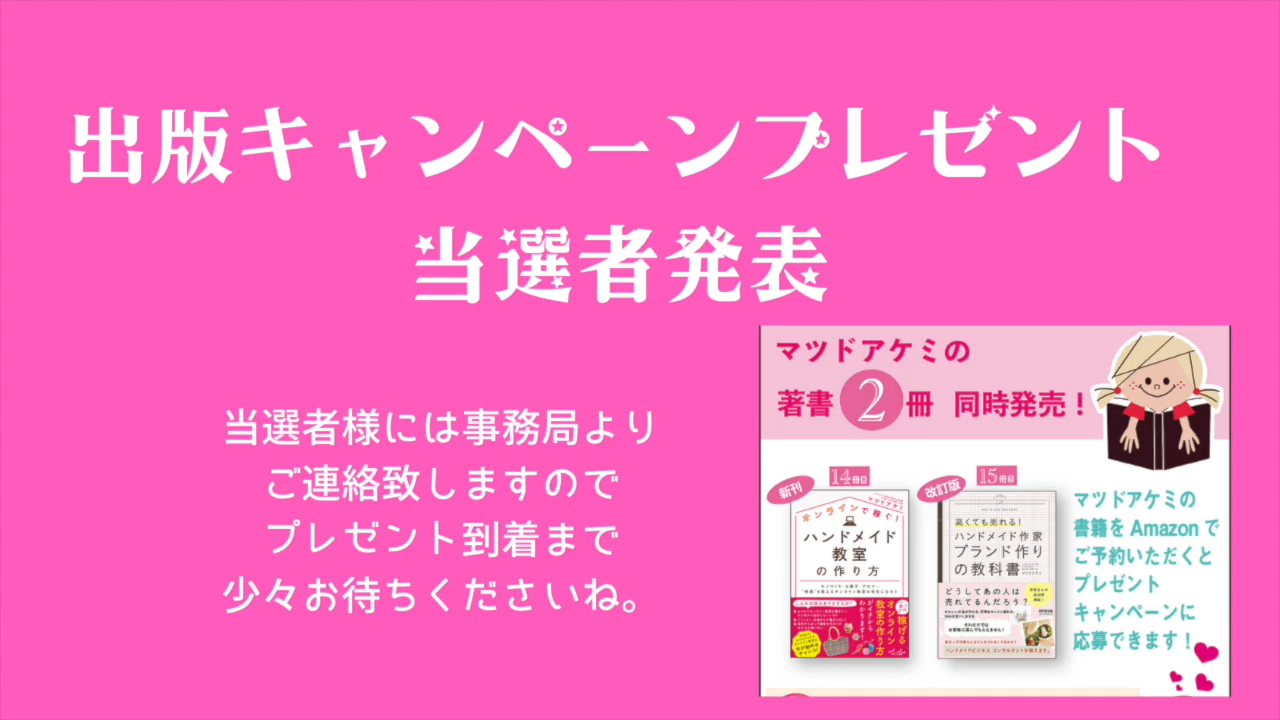 出版キャンペーンプレゼント
当選者発表
当選者様には事務局より
ご連絡致しますので
プレゼント到着まで
少々お待ちくださいね。
マツドアケミの
著書2冊 同時発売！
新刊
14冊目
オンラインで稼ぐ！
ハンドメイド
教室
の作り方
改訂版
15冊目
高くても売れる！
ハンドメイド作家
ブランド作り
の教科書
どうしてあの人は
売れてるんだろう？
マツドアケミの
書籍をAmazonで
ご予約いただくと
プレゼント
キャンペーンに
応募できます！